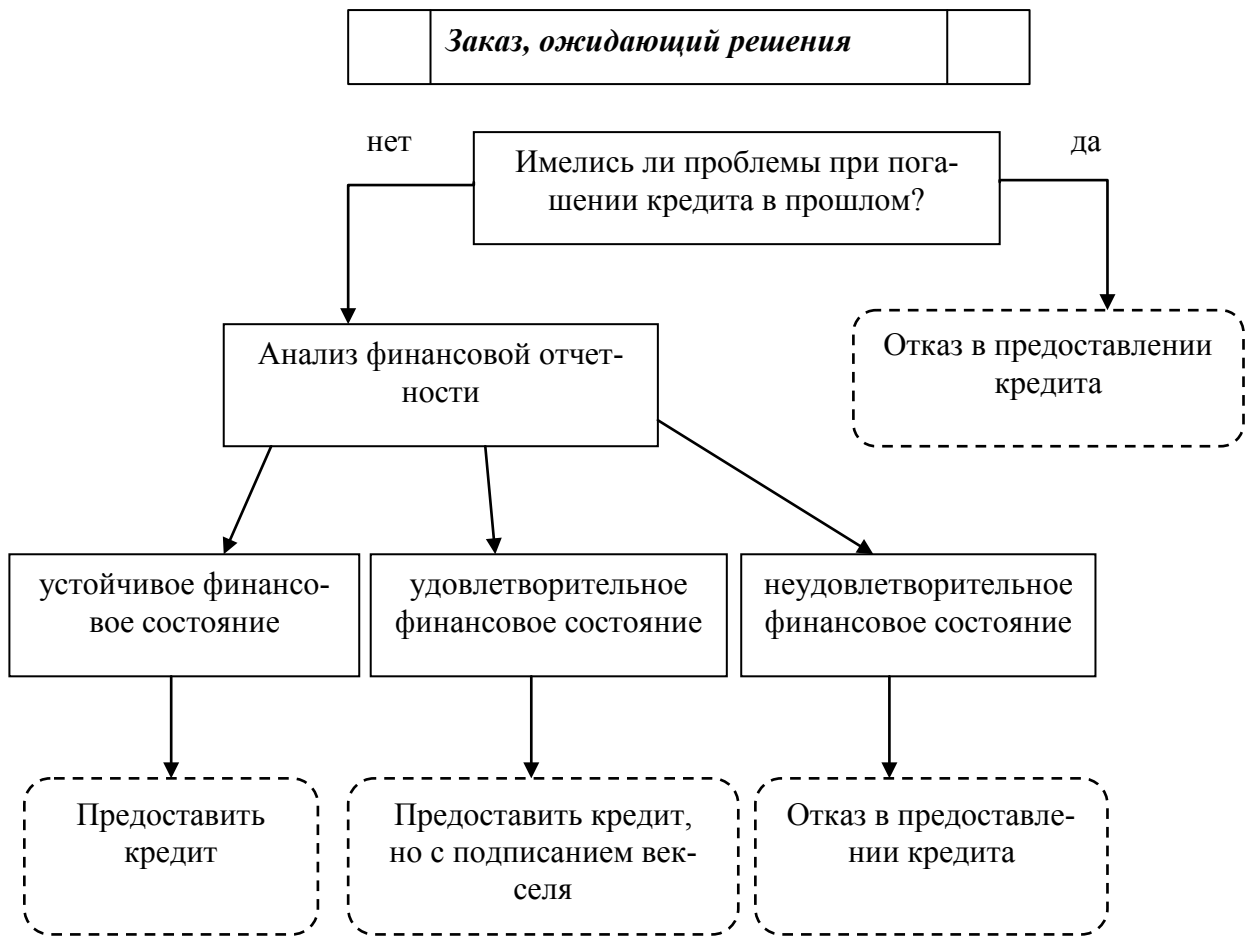 Заказ, ожидающий решения
нет
да
Имелись ли проблемы при пога-
шении кредита в прошлом?
Анализ финансовой отчет-
ности
Отказ в предоставлении
кредита
устойчивое финансо-
вое состояние
удовлетворительное
финансовое состояние
неудовлетворительное
финансовое состояние
Предоставить
кредит
Предоставить кредит,
но с подписанием век-
селя
Отказ в предоставле-
нии кредита